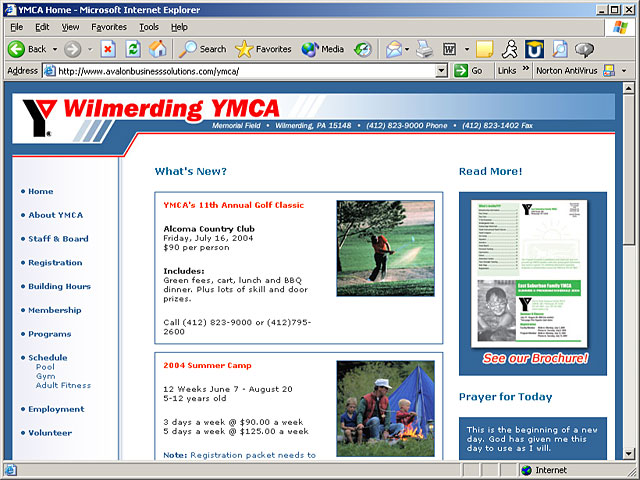 YMCA Home - Microsoft Internet Explorer
File Edit View Favorites Tools Help
Back Search Favorites Media
Address http://www.avalonbusinesssolutions.com/ymca/ Go Links » Norton AntiVirus
Wilmerding YMCA
Memorial Field • Wilmerding, PA 15148 • (412) 823-9000 Phone • (412) 823-1402 Fax
• Home
• About YMCA
• Staff & Board
• Registration
• Building Hours
• Membership
• Programs
• Schedule
Pool
Gym
Adult Fitness
• Employment
• Volunteer
What's New?
YMCA's 11th Annual Golf Classic
Alcoma Country Club
Friday, July 16, 2004
$90 per person
Includes:
Green fees, cart, lunch and BBQ
dinner. Plus lots of skill and door
prizes.
Call (412) 823-9000 or (412)795-
2600
2004 Summer Camp
12 Weeks June 7 - August 20
5-12 years old
3 days a week @ $90.00 a week
5 days a week @ $125.00 a week
Note: Registration packet needs to
Read More!
East Suburban Family YMCA
See our Brochure!
Prayer for Today
This is the beginning of a new
day. God has given me this
day to use as I will.
Internet